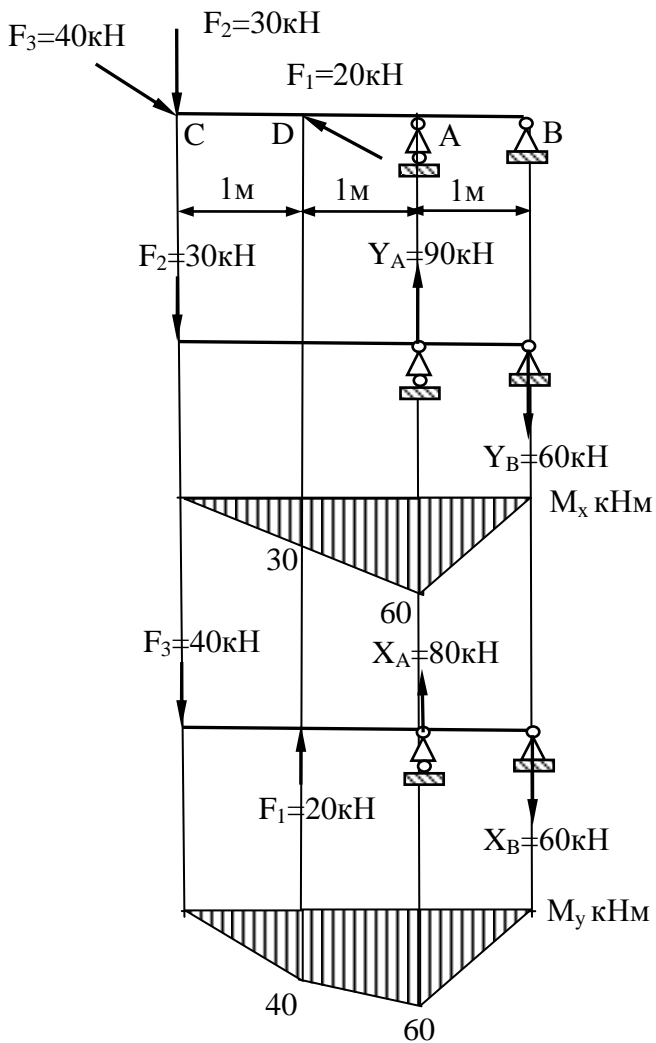 F₂=30кН
F₃=40кН
F₁=20кН
C D A B
1м 1м 1м
F₂=30кН Y_A=90кН
Y_B=60кН
Mₓ кНм
30
60
F₃=40кН X_A=80кН
F₁=20кН
X_B=60кН
M_y кНм
40
60